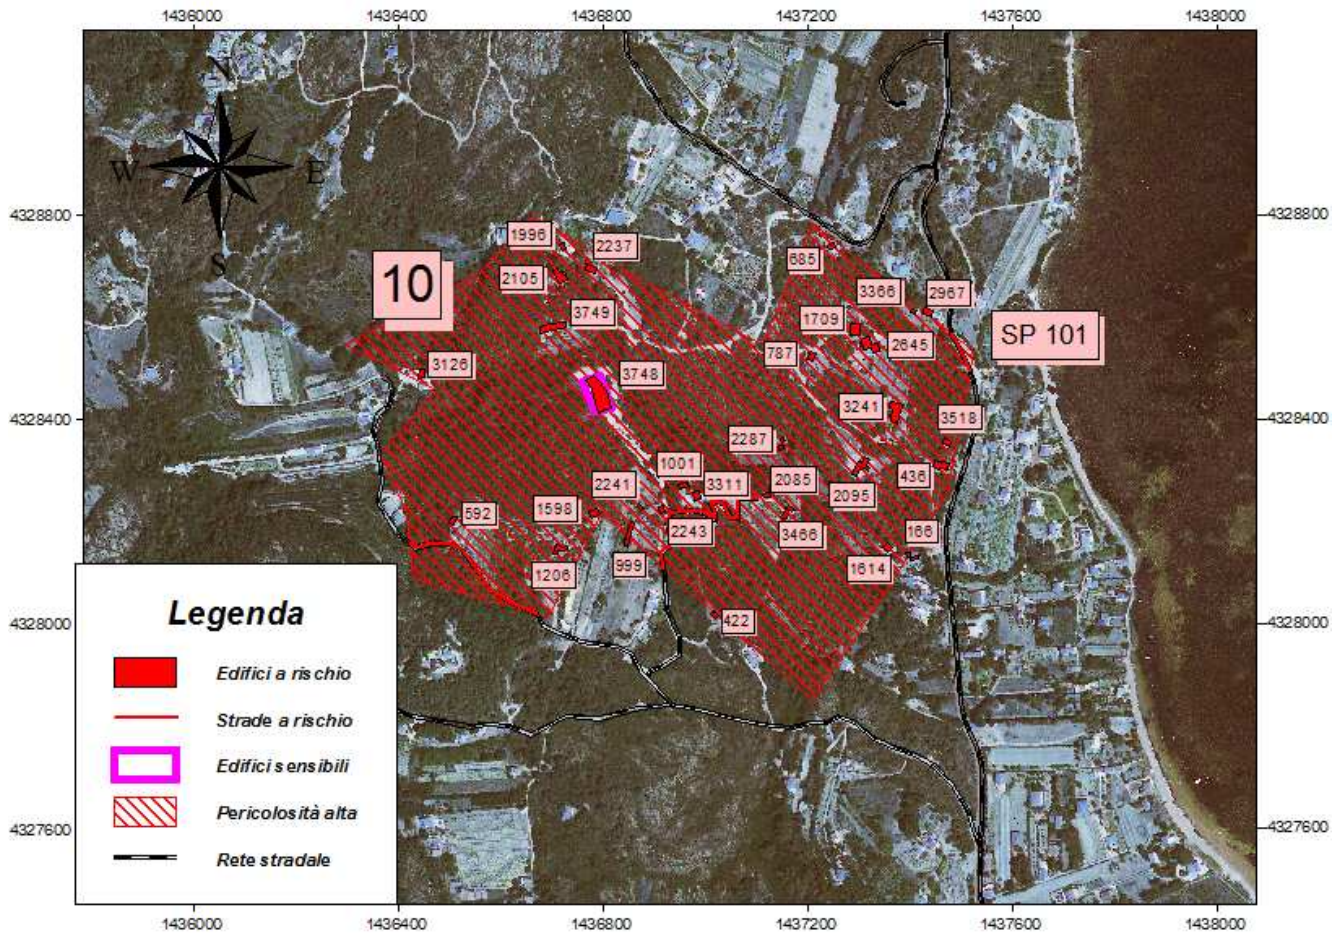 1436000 1436400 1436800 1437200 1437600 1438000
N
W E
S
4328800 4328800
1996 2237
685
2105
10
3366 2967
3749
1709
SP 101
2645
787
3126
3748
3241
4328400 4328400
3518
2287
1001
436
2085
3311
2241
2095
1598
592
2243
3466
166
999
1206
1614
4328000 4328000
422
Legenda
Edifici a rischio
Strade a rischio
Edifici sensibili
Pericolosità alta
Rete stradale
4327600 4327600
1436000 1436400 1436800 1437200 1437600 1438000